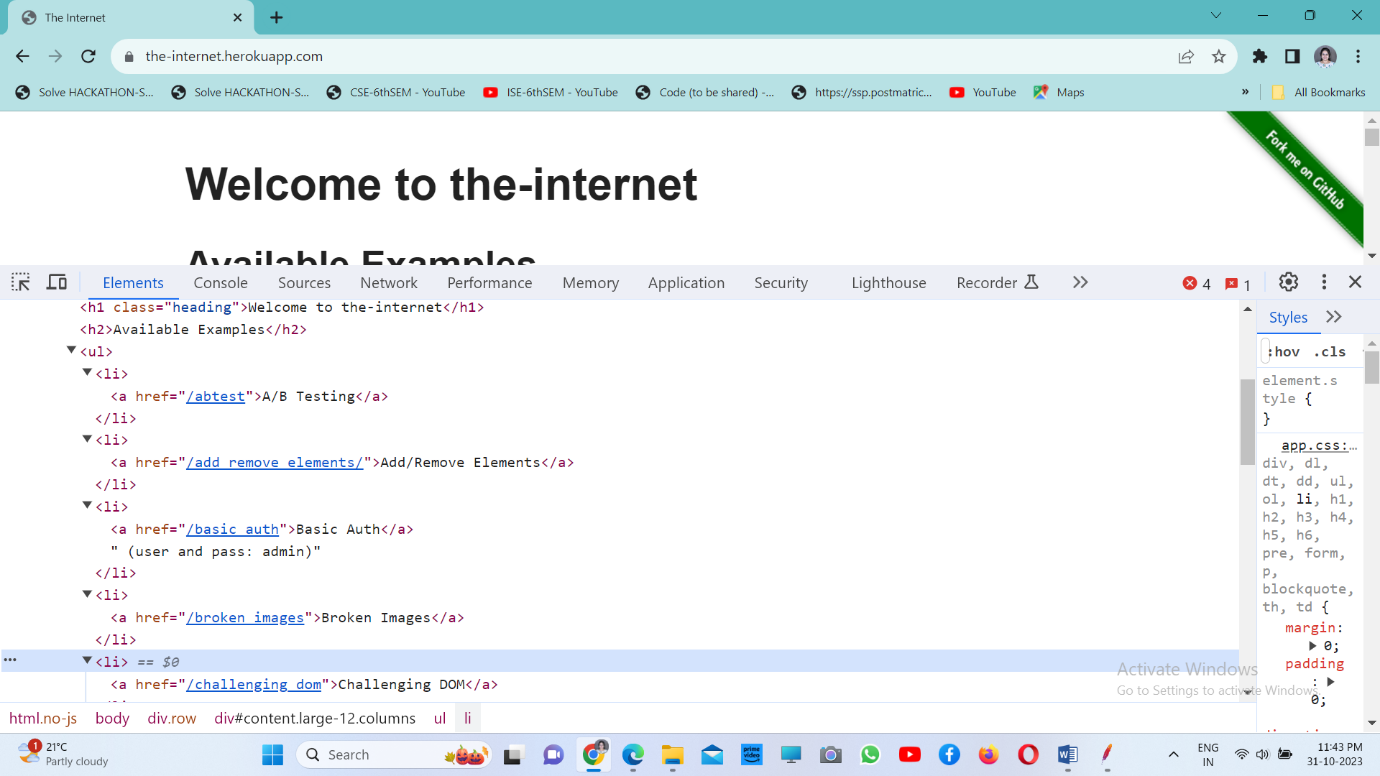 The Internet
the-internet.herokuapp.com
Solve HACKATHON-S... Solve HACKATHON-S... CSE-6thSEM - YouTube ISE-6thSEM - YouTube Code (to be shared) -... https://ssp.postmatric... YouTube Maps » All Bookmarks
Fork me on GitHub
Welcome to the-internet
Available Examples
Elements Console Sources Network Performance Memory Application Security Lighthouse Recorder 4 1
<h1 class="heading">Welcome to the-internet</h1>
<h2>Available Examples</h2>
<ul>
<li>
<a href="/abtest">A/B Testing</a>
</li>
<li>
<a href="/add_remove_elements/">Add/Remove Elements</a>
</li>
<li>
<a href="/basic_auth">Basic Auth</a>
" (user and pass: admin)"
</li>
<li>
<a href="/broken_images">Broken Images</a>
</li>
<li> == $0
<a href="/challenging_dom">Challenging DOM</a>
html.no-js body div.row div#content.large-12.columns ul li
Styles
:hov .cls
element.s
tyle {
}
app.css:…
div, dl,
dt, dd, ul,
ol, li, h1,
h2, h3, h4,
h5, h6,
pre, form,
p,
blockquote,
th, td {
margin:
0;
padding
:
0;
Activate Windows
Go to Settings to activate Windows.
1
21°C
Partly cloudy
Search
prime video
ENG
IN
11:43 PM
31-10-2023